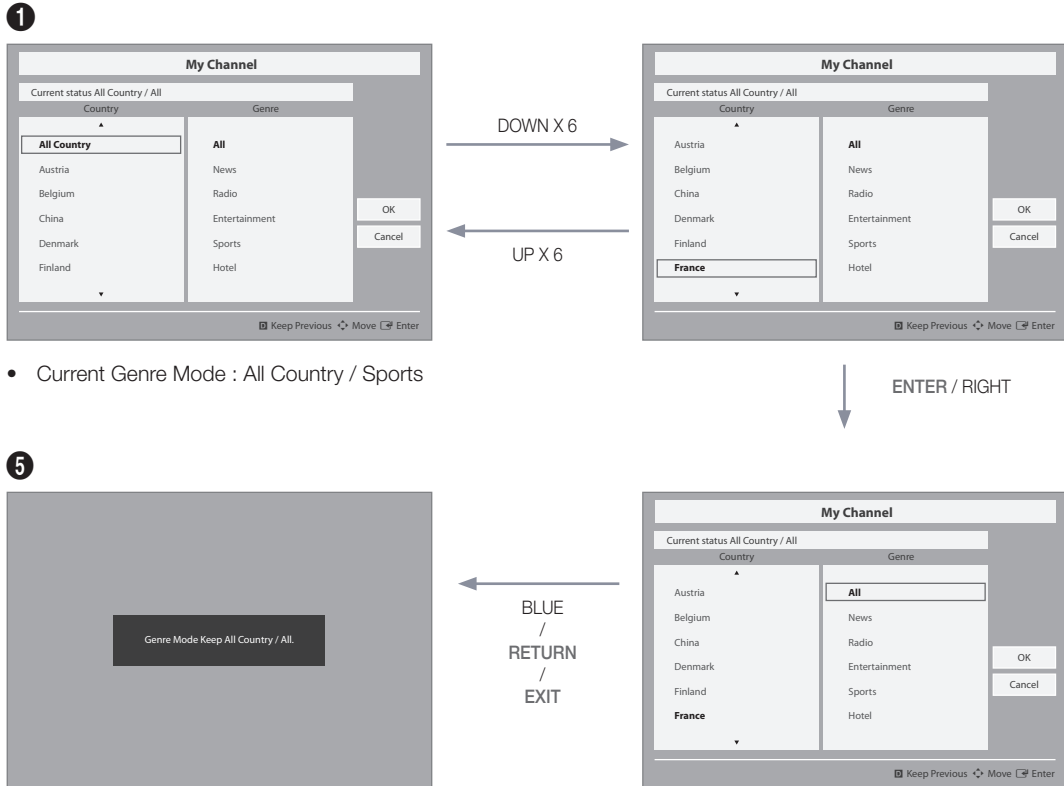 ❶
My Channel
Current status All Country / All
Country Genre
All Country All
Austria News
Belgium Radio
China Entertainment
Denmark Sports
Finland Hotel
OK
Cancel
D Keep Previous Move Enter
DOWN X 6
UP X 6
My Channel
Current status All Country / All
Country Genre
Austria All
Belgium News
China Radio
Denmark Entertainment
Finland Sports
France Hotel
OK
Cancel
D Keep Previous Move Enter
• Current Genre Mode : All Country / Sports
ENTER / RIGHT
❺
Genre Mode Keep All Country / All.
BLUE
/
RETURN
/
EXIT
My Channel
Current status All Country / All
Country Genre
Austria All
Belgium News
China Radio
Denmark Entertainment
Finland Sports
France Hotel
OK
Cancel
D Keep Previous Move Enter